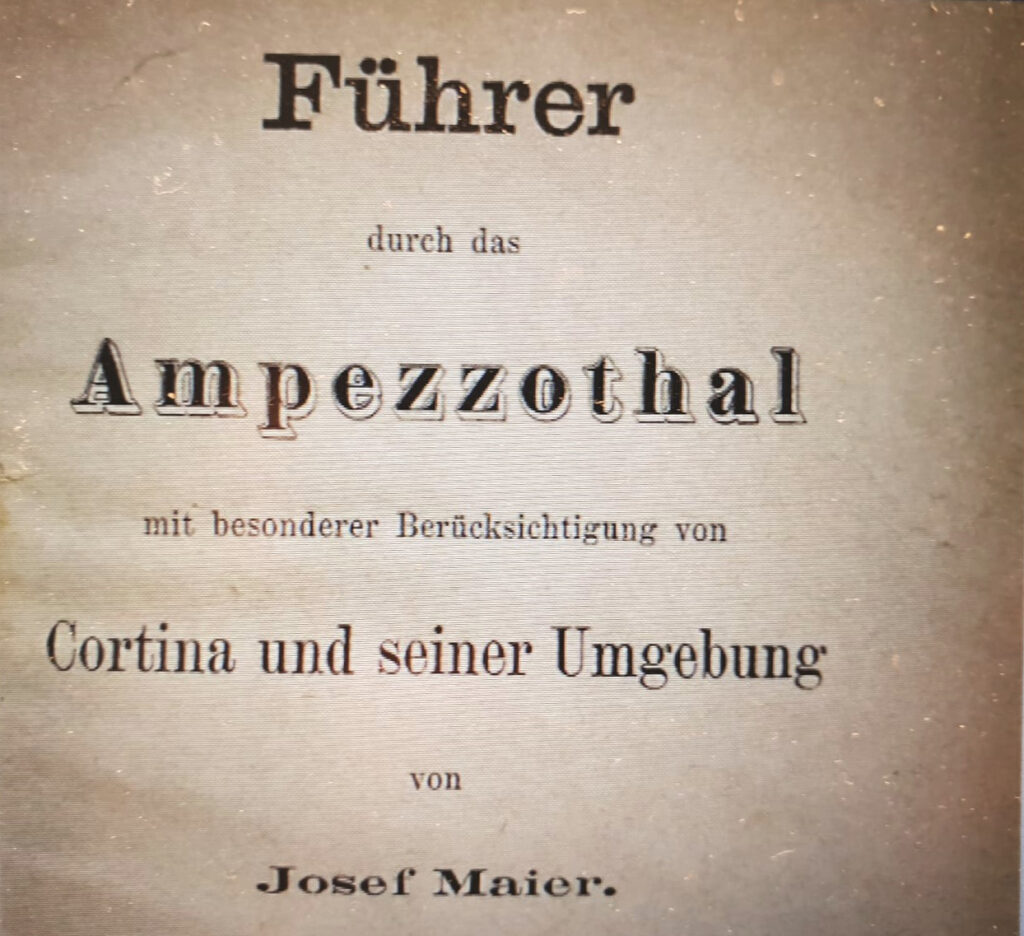 Führer
durch das
Ampezzothal
mit besonderer Berücksichtigung von
Cortina und seiner Umgebung
von
Josef Maier.